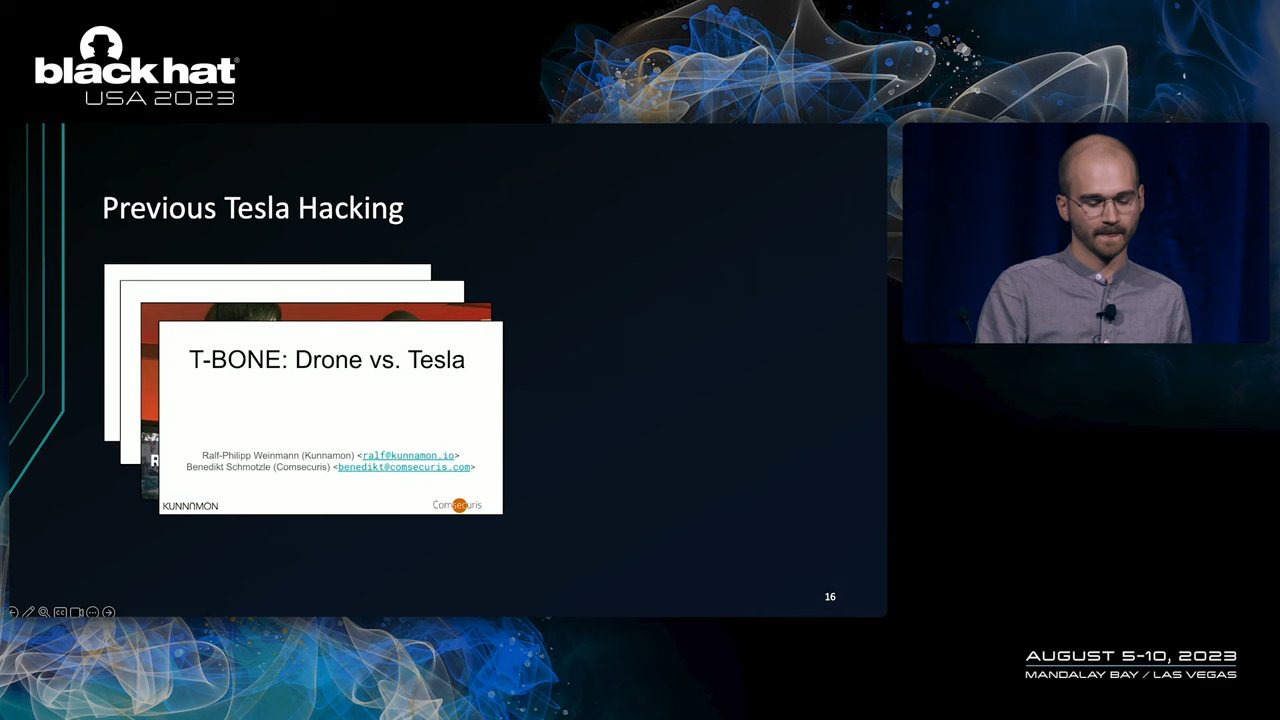 black hat®
USA 2023
Previous Tesla Hacking
T-BONE: Drone vs. Tesla
Ralf-Philipp Weinmann (Kunnamon) <ralf@kunnamon.io>
Benedikt Schmotzle (Comsecuris) <benedikt@comsecuris.com>
KUNNAMON
Comsecuris
R
16
CC
AUGUST 5-10, 2023
MANDALAY BAY / LAS VEGAS